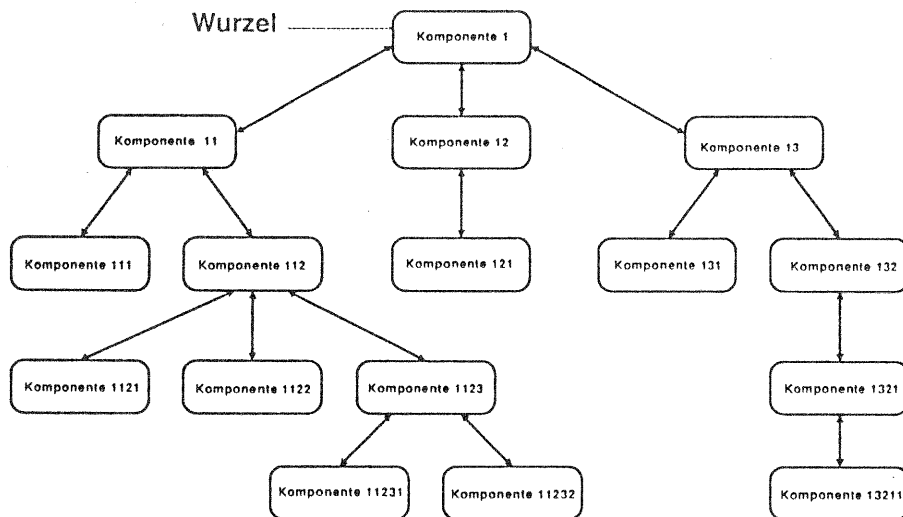 Wurzel
Komponente 1
Komponente 11
Komponente 12
Komponente 13
Komponente 111
Komponente 112
Komponente 121
Komponente 131
Komponente 132
Komponente 1121
Komponente 1122
Komponente 1123
Komponente 1321
Komponente 11231
Komponente 11232
Komponente 13211